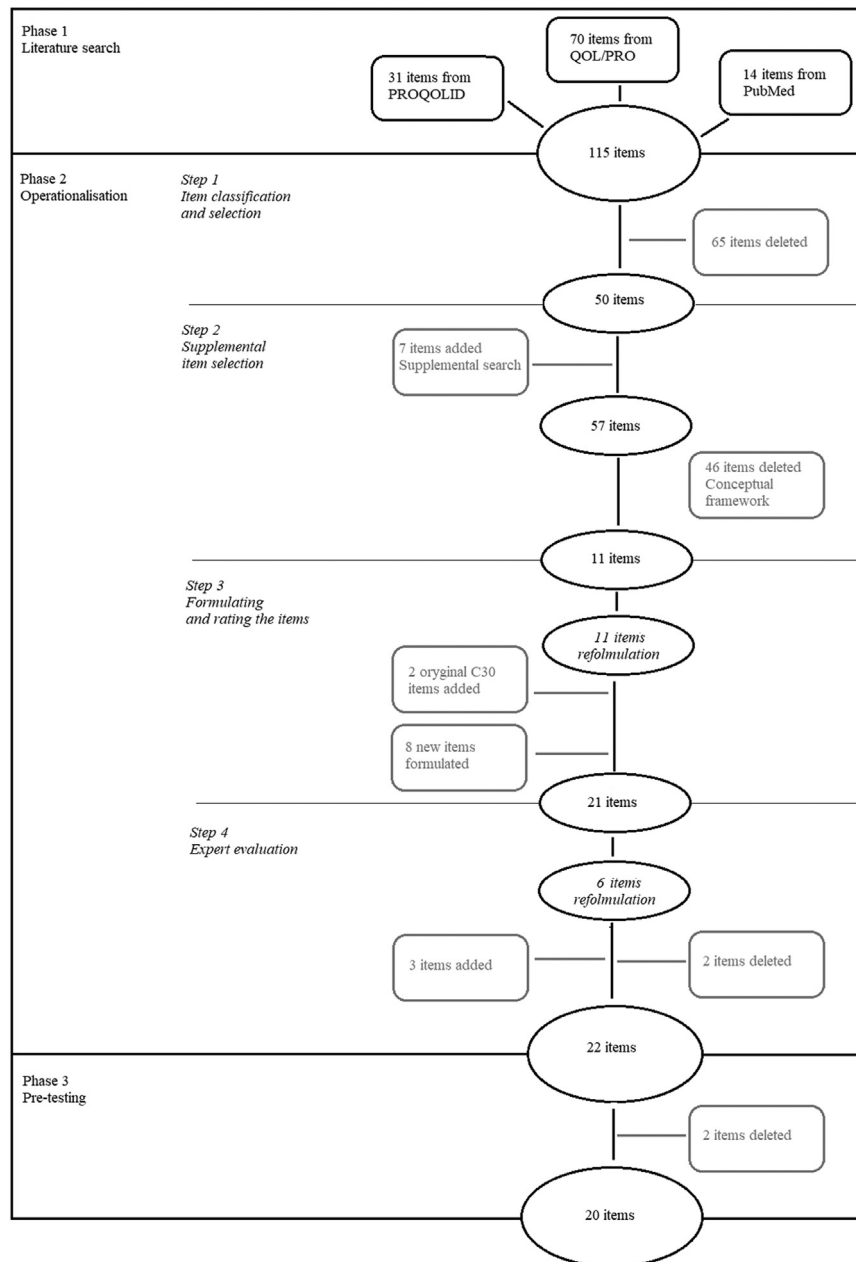 Phase 1
Literature search
31 items from
PROQOLID
70 items from
QOL/PRO
14 items from
PubMed
115 items
Phase 2
Operationalisation
Step 1
Item classification
and selection
65 items deleted
50 items
Step 2
Supplemental
item selection
7 items added
Supplemental search
57 items
46 items deleted
Conceptual
framework
11 items
Step 3
Formulating
and rating the items
11 items
refolmulation
2 oryginal C30
items added
8 new items
formulated
21 items
Step 4
Expert evaluation
6 items
refolmulation
3 items added
2 items deleted
22 items
Phase 3
Pre-testing
2 items deleted
20 items